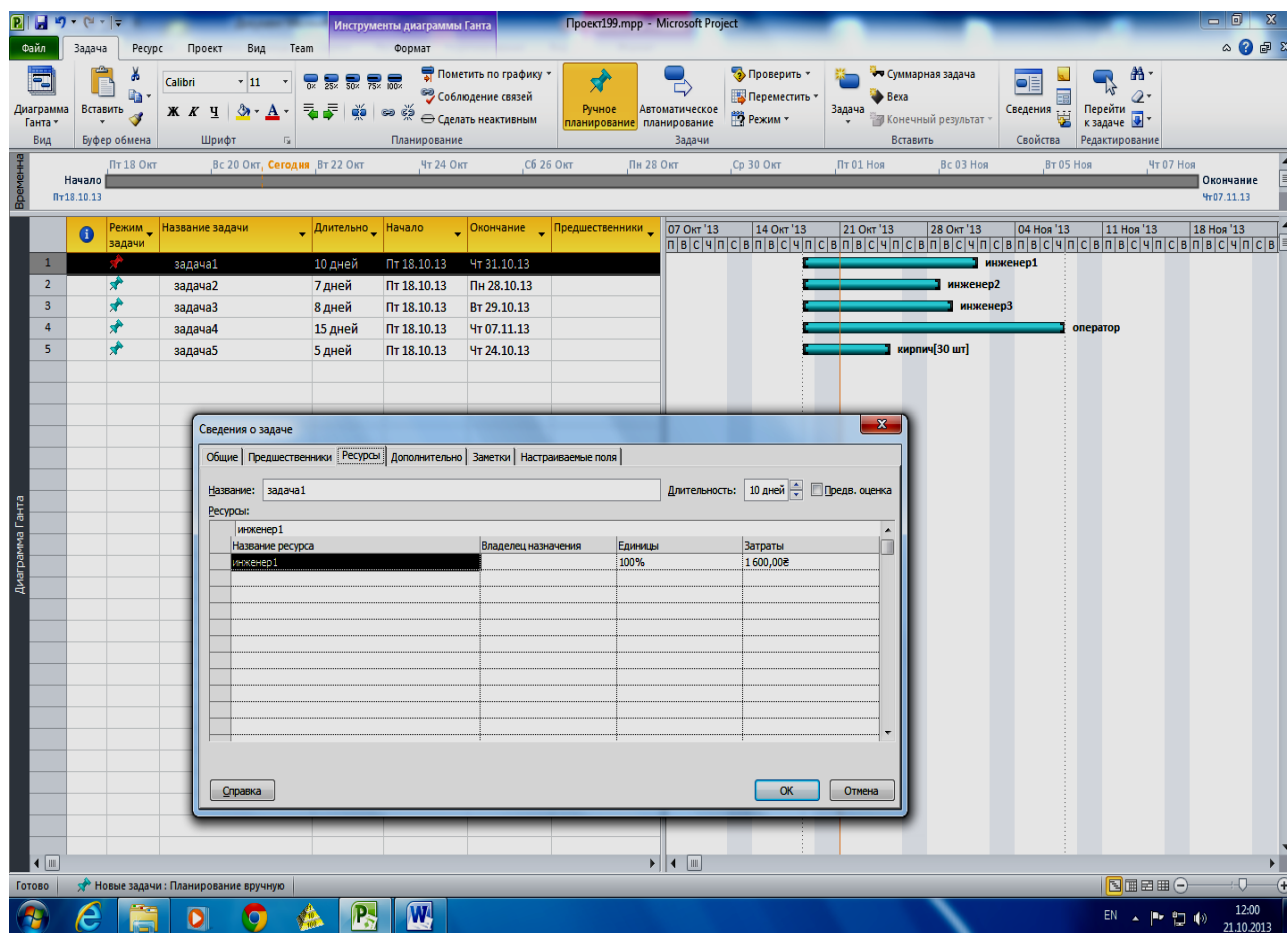 Инструменты диаграммы Ганта Проект199.mpp - Microsoft Project
Файл Задача Ресурс Проект Вид Team Формат
Диаграмма Ганта
Вид
Вставить
Буфер обмена
Calibri 11
Ж К Ч
Шрифт
0× 25× 50× 75× 100×
Пометить по графику
Соблюдение связей
Сделать неактивным
Планирование
Ручное планирование
Автоматическое планирование
Проверить
Переместить
Режим
Задачи
Задача
Суммарная задача
Веха
Конечный результат
Вставить
Сведения
Свойства
Перейти к задаче
Редактирование
Временн
Пт 18 Окт Вс 20 Окт, Сегодня Вт 22 Окт Чт 24 Окт Сб 26 Окт Пн 28 Окт Ср 30 Окт Пт 01 Ноя Вс 03 Ноя Вт 05 Ноя Чт 07 Ноя
Начало Окончание
Пт18.10.13 Чт07.11.13
Режим задачи Название задачи Длительно Начало Окончание Предшественники
07 Окт '13 14 Окт '13 21 Окт '13 28 Окт '13 04 Ноя '13 11 Ноя '13 18 Ноя '13
П В С Ч П С В П В С Ч П С В П В С Ч П С В П В С Ч П С В П В С Ч П С В П В С Ч П С В П В С Ч П С В
1 задача1 10 дней Пт 18.10.13 Чт 31.10.13 инженер1
2 задача2 7 дней Пт 18.10.13 Пн 28.10.13 инженер2
3 задача3 8 дней Пт 18.10.13 Вт 29.10.13 инженер3
4 задача4 15 дней Пт 18.10.13 Чт 07.11.13 оператор
5 задача5 5 дней Пт 18.10.13 Чт 24.10.13 кирпич[30 шт]
Диаграмма Ганта
Сведения о задаче
Общие Предшественники Ресурсы Дополнительно Заметки Настраиваемые поля
Название: задача1 Длительность: 10 дней Предв. оценка
Ресурсы:
инженер1
Название ресурса Владелец назначения Единицы Затраты
инженер1 100% 1 600,00₴
Справка ОК Отмена
Готово Новые задачи : Планирование вручную
EN 12:00
21.10.2013